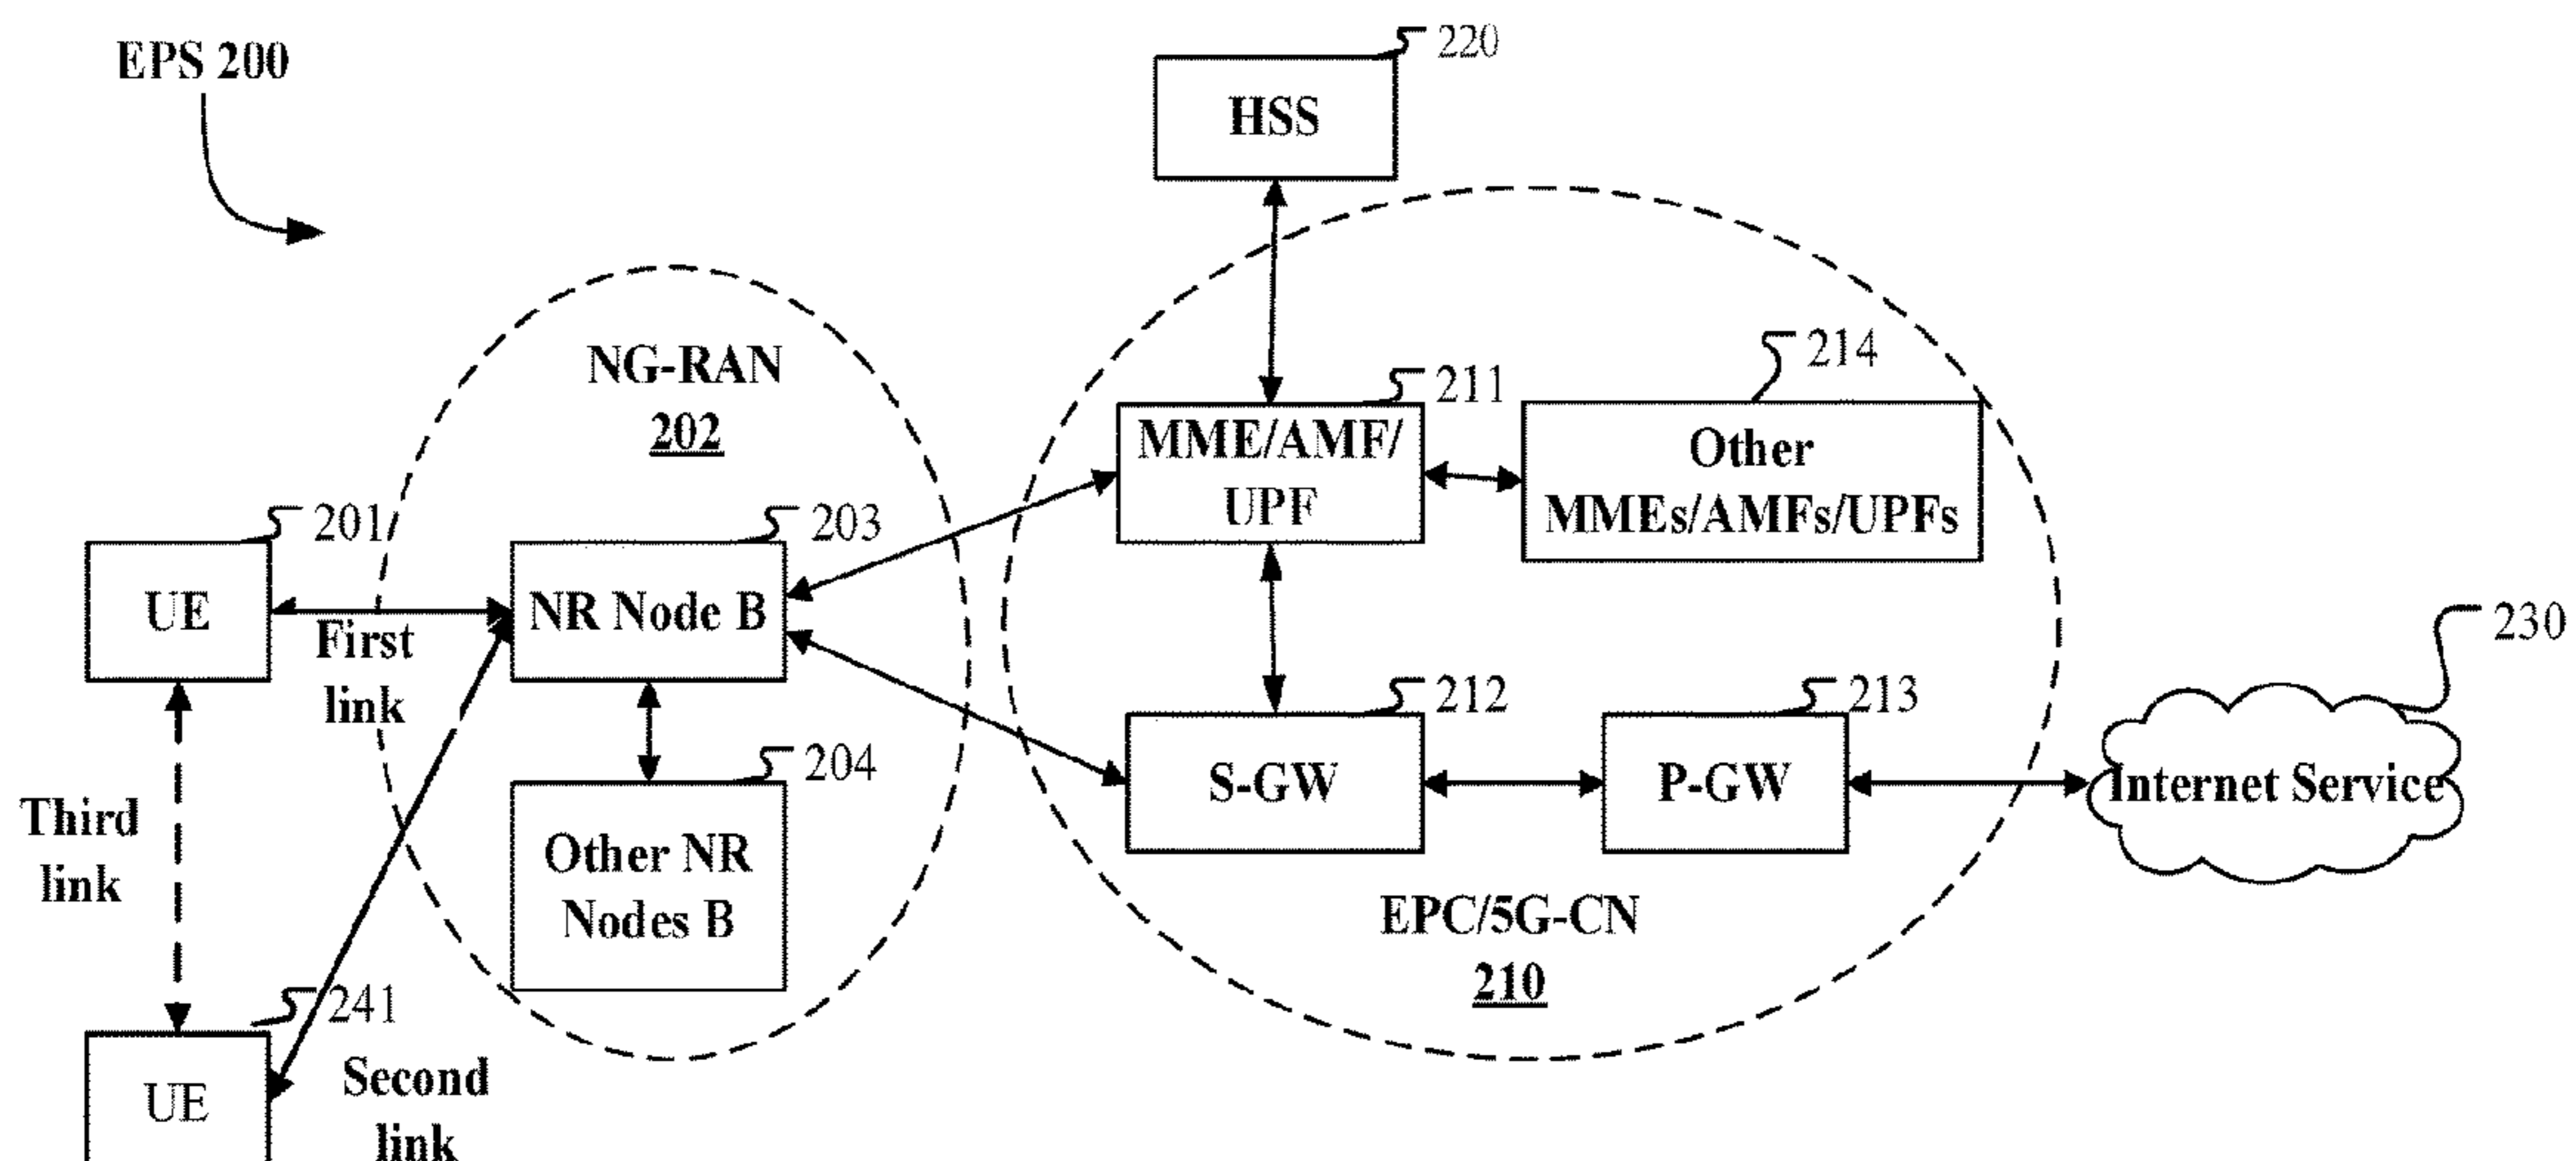 EPS 200
220
HSS
NG-RAN
202
211
MME/AMF/
UPF
214
Other
MMEs/AMFs/UPFs
201
UE
First
link
203
NR Node B
204
Other NR
Nodes B
Third
link
241
UE
Second
link
212
S-GW
213
P-GW
230
Internet Service
EPC/5G-CN
210